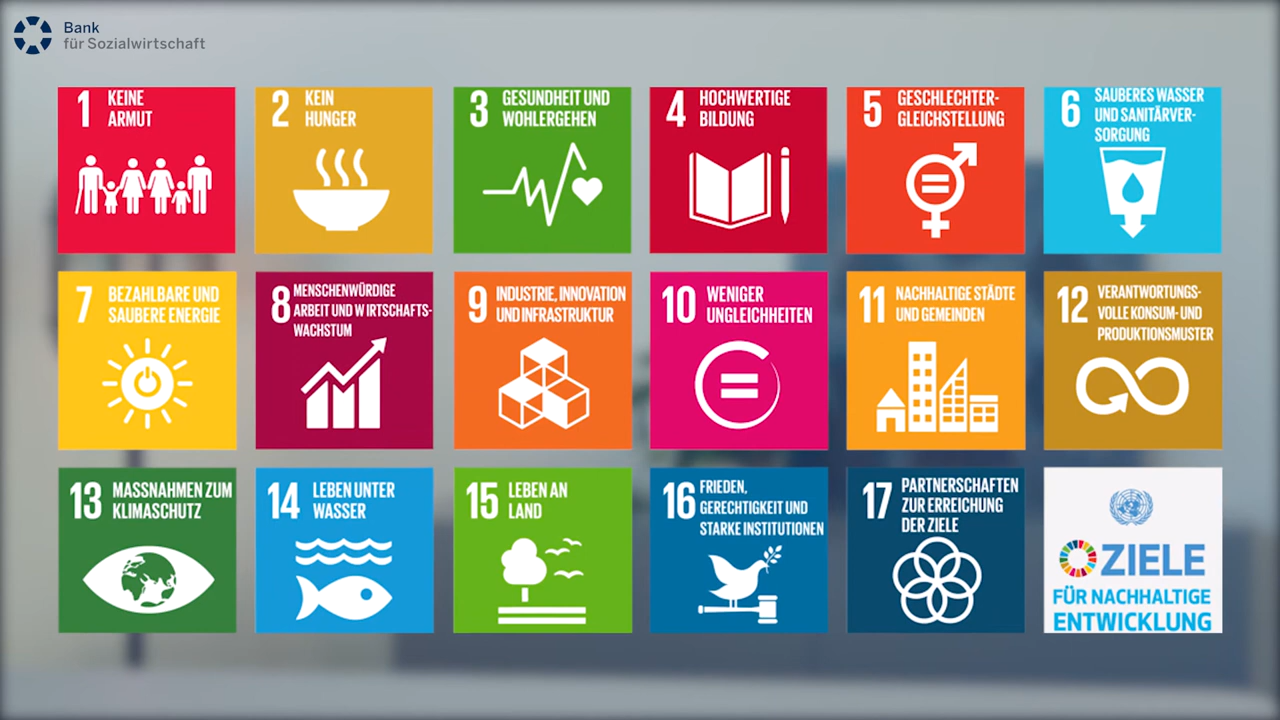 Bank
für Sozialwirtschaft
1 KEINE
ARMUT
2 KEIN
HUNGER
3 GESUNDHEIT UND
WOHLERGEHEN
4 HOCHWERTIGE
BILDUNG
5 GESCHLECHTER-
GLEICHSTELLUNG
6 SAUBERES WASSER
UND SANITÄRVER-
SORGUNG
7 BEZAHLBARE UND
SAUBERE ENERGIE
8 MENSCHENWÜRDIGE
ARBEIT UND W IRTSCHAFTS-
WACHSTUM
9 INDUSTRIE, INNOVATION
UND INFRASTRUKTUR
10 WENIGER
UNGLEICHHEITEN
11 NACHHALTIGE STÄDTE
UND GEMEINDEN
12 VERANTWORTUNGS-
VOLLE KONSUM- UND
PRODUKTIONSMUSTER
13 MASSNAHMEN ZUM
KLIMASCHUTZ
14 LEBEN UNTER
WASSER
15 LEBEN AN
LAND
16 FRIEDEN,
GERECHTIGKEIT UND
STARKE INSTITUTIONEN
17 PARTNERSCHAFTEN
ZUR ERREICHUNG
DER ZIELE
ZIELE
FÜR NACHHALTIGE
ENTWICKLUNG